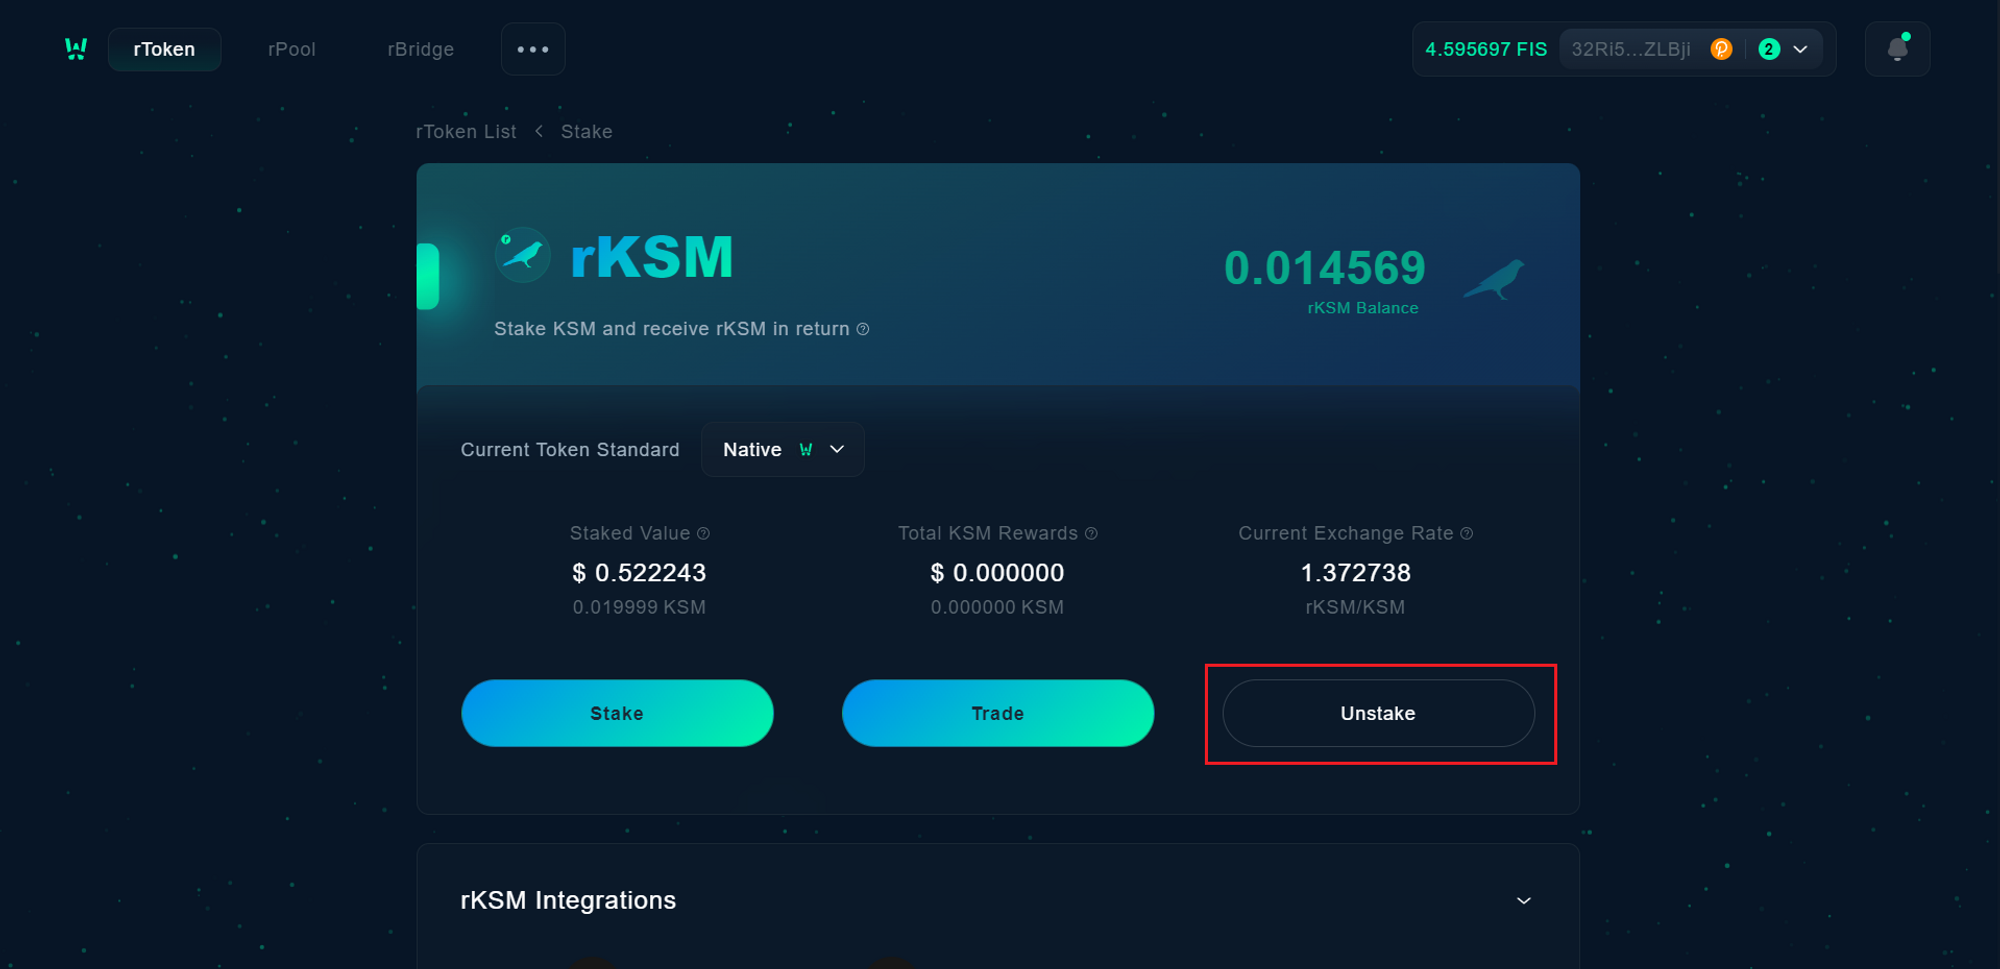 rToken rPool rBridge ••• 4.595697 FIS 32Ri5...ZLBji 2
rToken List < Stake
rKSM
Stake KSM and receive rKSM in return
0.014569
rKSM Balance
Current Token Standard Native
Staked Value Total KSM Rewards Current Exchange Rate
$ 0.522243 $ 0.000000 1.372738
0.019999 KSM 0.000000 KSM rKSM/KSM
Stake Trade Unstake
rKSM Integrations